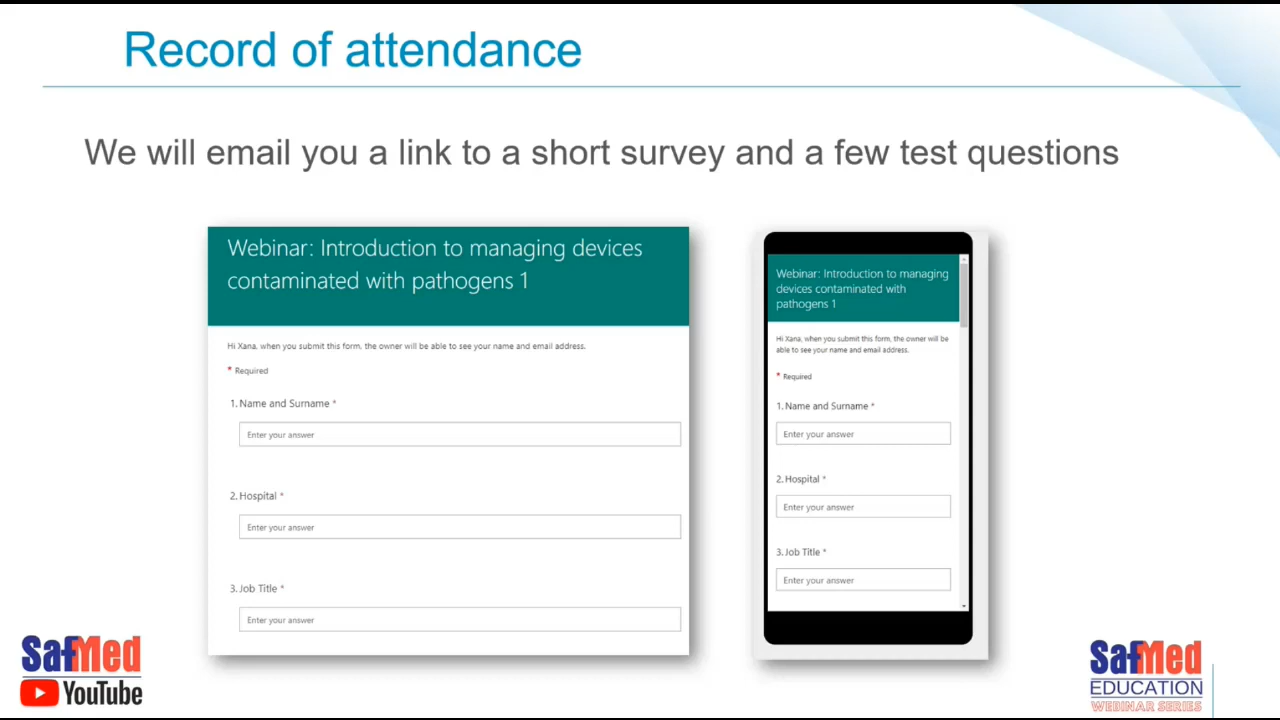 Record of attendance
We will email you a link to a short survey and a few test questions
Webinar: Introduction to managing devices
contaminated with pathogens 1
Hi Xana, when you submit this form, the owner will be able to see your name and email address.
* Required
1. Name and Surname *
Enter your answer
2. Hospital *
Enter your answer
3. Job Title *
Enter your answer
Webinar: Introduction to managing
devices contaminated with
pathogens 1
Hi Xana, when you submit this form, the owner will be
able to see your name and email address.
* Required
1. Name and Surname *
Enter your answer
2. Hospital *
Enter your answer
3. Job Title *
Enter your answer
SafMed
YouTube
SafMed
EDUCATION
WEBINAR SERIES